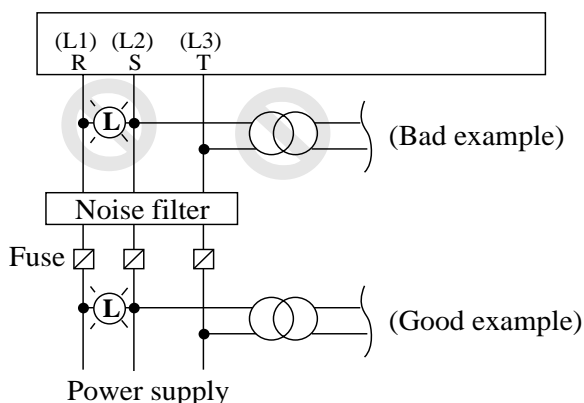 (L1) (L2) (L3)
R S T
L
(Bad example)
Noise filter
Fuse
L
(Good example)
Power supply